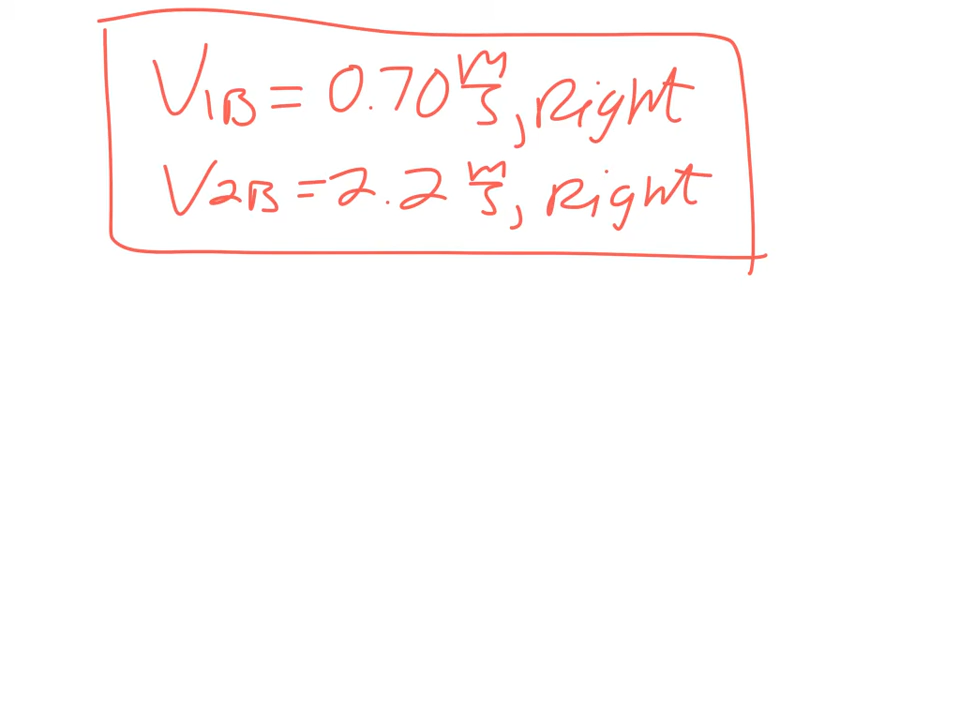 V1B = 0.70 m/s, Right
V2B = 2.2 m/s, Right